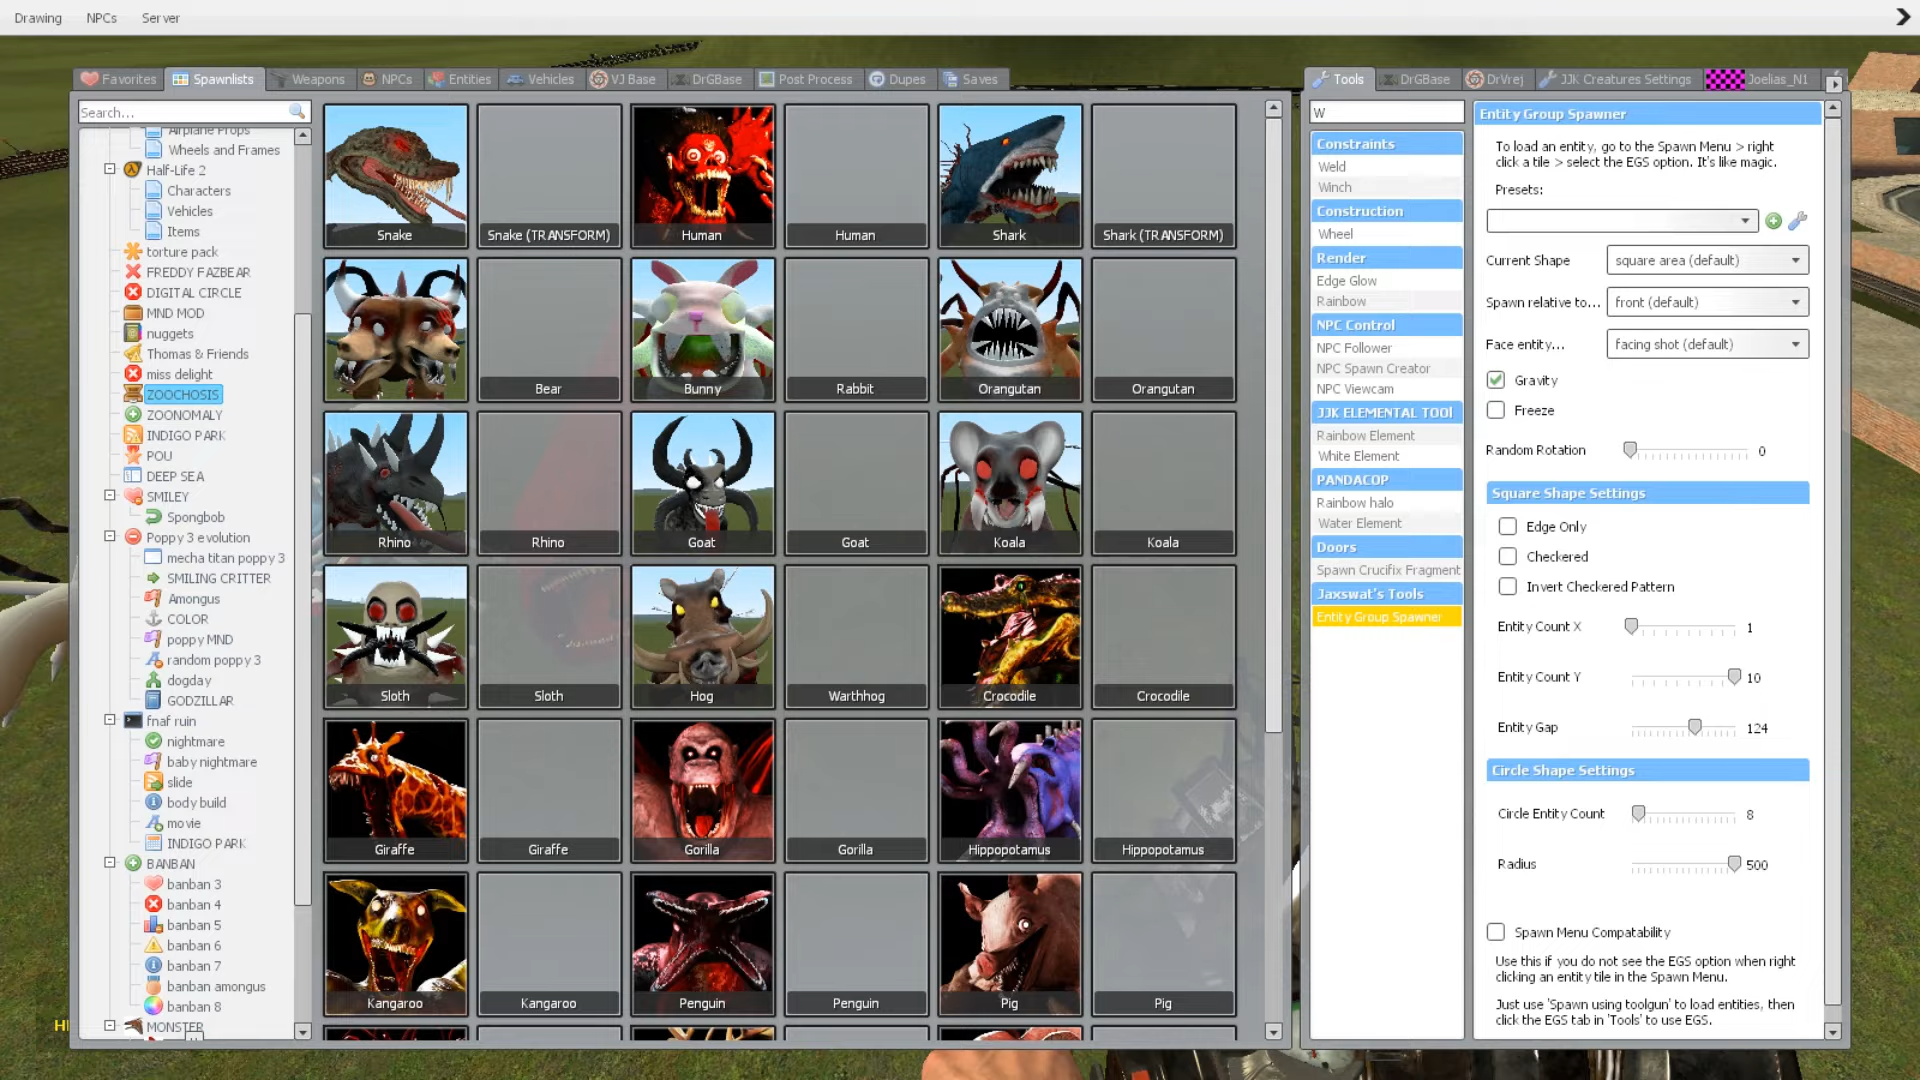 Drawing NPCs Server
Favorites Spawnlists Weapons NPCs Entities Vehicles VJ Base DrGBase Post Process Dupes Saves
Search...
Airplane Props
Wheels and Frames
Half-Life 2
Characters
Vehicles
Items
torture pack
FREDDY FAZBEAR
DIGITAL CIRCLE
MND MOD
nuggets
Thomas & Friends
miss delight
ZOOCHOSIS
ZOONOMALY
INDIGO PARK
POU
DEEP SEA
SMILEY
Spongbob
Poppy 3 evolution
mecha titan poppy 3
SMILING CRITTER
Amongus
COLOR
poppy MND
random poppy 3
dogday
GODZILLAR
fnaf ruin
nightmare
baby nightmare
slide
body build
movie
INDIGO PARK
BANBAN
banban 3
banban 4
banban 5
banban 6
banban 7
banban amongus
banban 8
MONSTER
Snake Snake (TRANSFORM) Human Human Shark Shark (TRANSFORM)
Bear Bunny Rabbit Orangutan Orangutan
Rhino Rhino Goat Goat Koala Koala
Sloth Sloth Hog Warthhog Crocodile Crocodile
Giraffe Giraffe Gorilla Gorilla Hippopotamus Hippopotamus
Kangaroo Kangaroo Penguin Penguin Pig Pig
Tools DrGBase DrVrej JJK Creatures Settings Joelias_N1
W
Constraints
Weld
Winch
Construction
Wheel
Render
Edge Glow
Rainbow
NPC Control
NPC Follower
NPC Spawn Creator
NPC Viewcam
JJK ELEMENTAL TOOl
Rainbow Element
White Element
PANDACOP
Rainbow halo
Water Element
Doors
Spawn Crucifix Fragment
Jaxswat's Tools
Entity Group Spawner
Entity Group Spawner
To load an entity, go to the Spawn Menu > right
click a tile > select the EGS option. It's like magic.
Presets:
Current Shape square area (default)
Spawn relative to... front (default)
Face entity... facing shot (default)
Gravity
Freeze
Random Rotation 0
Square Shape Settings
Edge Only
Checkered
Invert Checkered Pattern
Entity Count X 1
Entity Count Y 10
Entity Gap 124
Circle Shape Settings
Circle Entity Count 8
Radius 500
Spawn Menu Compatability
Use this if you do not see the EGS option when right
clicking an entity tile in the Spawn Menu.
Just use 'Spawn using toolgun' to load entities, then
click the EGS tab in 'Tools' to use EGS.